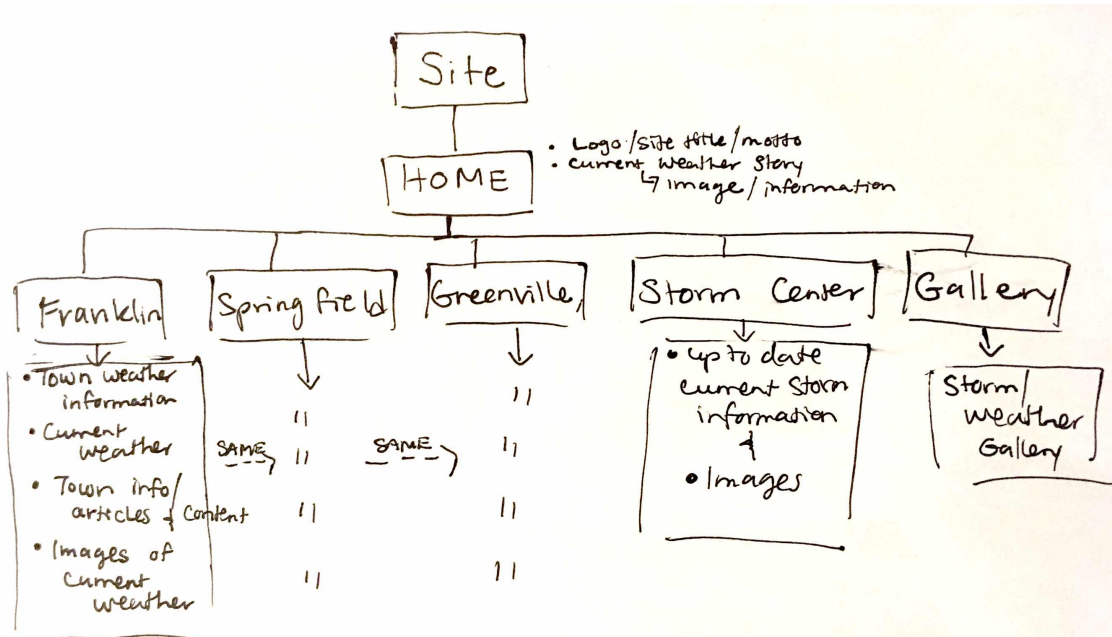 Site
HOME
• Logo/Site title/motto
• Current Weather Story
↳ image/information
Franklin
Springfield
Greenville
Storm Center
Gallery
• Town weather
information
• Current
weather
• Town info/
articles & Content
• Images of
current
weather
SAME
"
"
"
"
SAME
"
"
"
"
• up to date
current Storm
information
&
• Images
Storm/
weather
Gallery